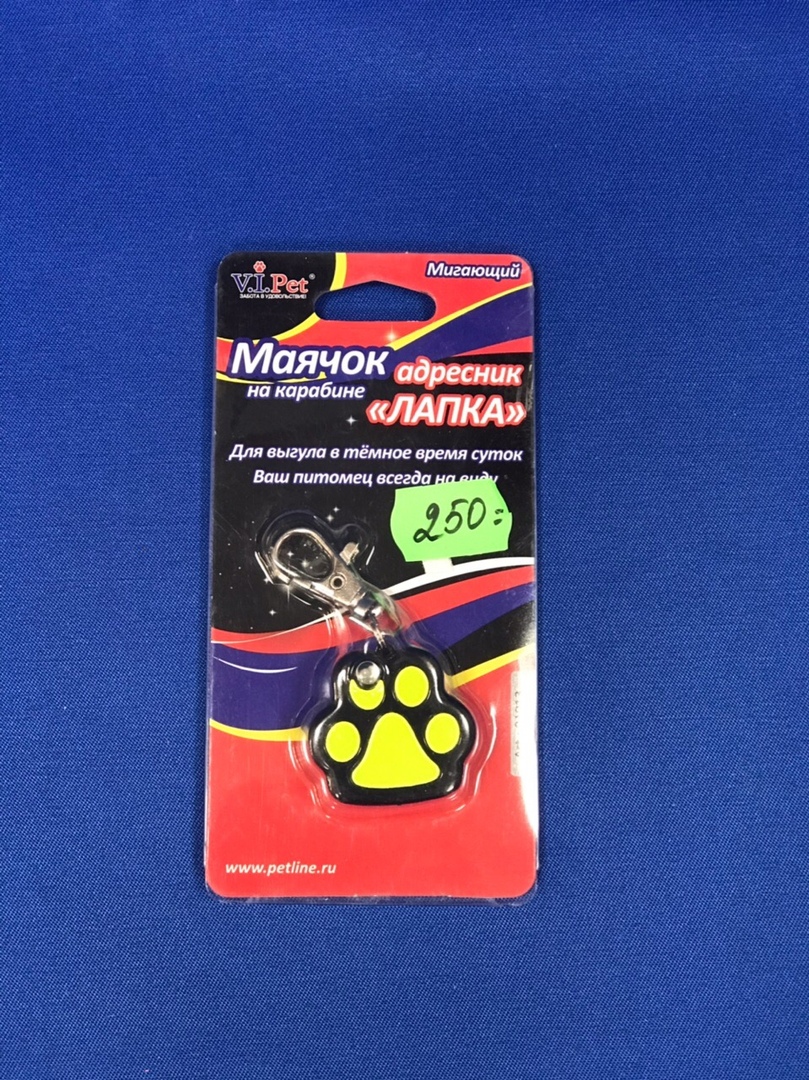 V.I.Pet®
ЗАБОТА В УДОВОЛЬСТВИЕ!
Мигающий
Маячок
на карабине
адресник
«ЛАПКА»
Для выгула в тёмное время суток
Ваш питомец всегда на виду
250=
www.petline.ru